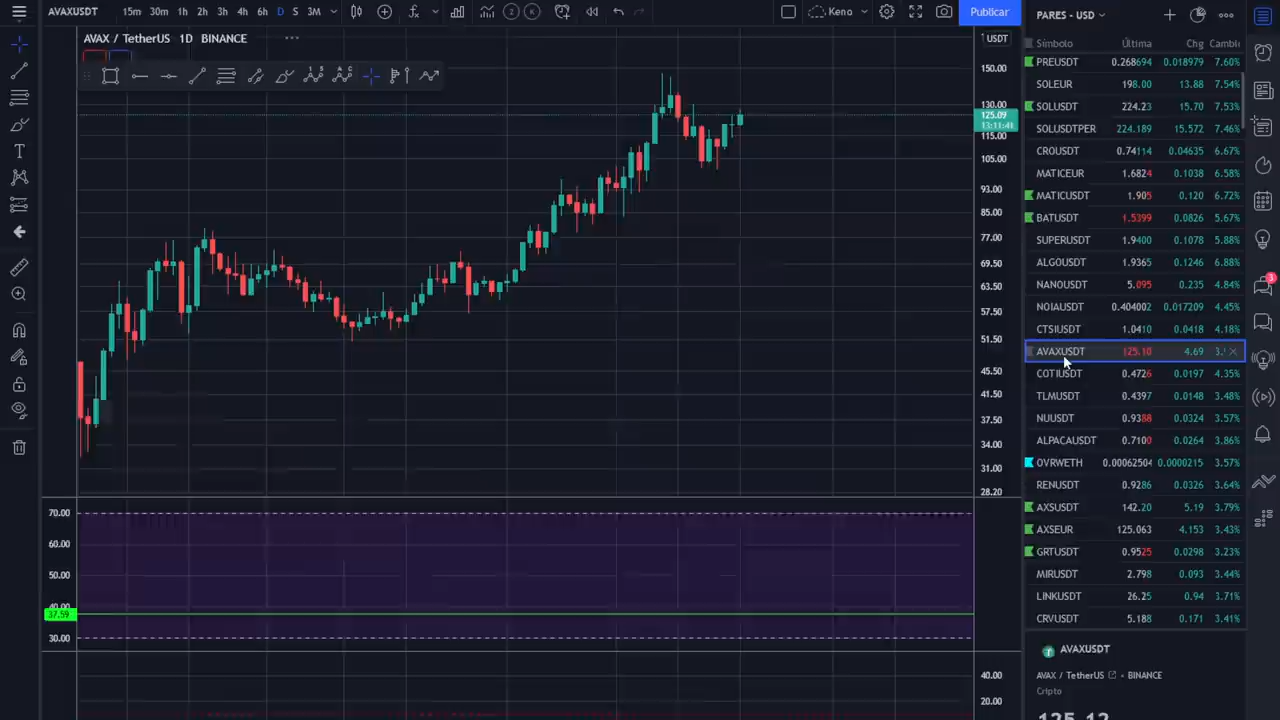 AVAXUSDT 15m 30m 1h 2h 3h 4h 6h D S 3M Keno Publicar PARES - USD
AVAX / TetherUS 1D BINANCE
USDT
150.00
130.00
125.09
13:11:41
115.00
105.00
93.00
85.00
77.00
69.50
63.50
57.50
51.50
45.50
41.50
37.50
34.00
31.00
28.20
70.00
60.00
50.00
40.00
37.59
30.00
40.00
20.00
Símbolo Última Chg
PREUSDT 0.268694 0.018979 7.60%
SOLEUR 198.00 13.88 7.54%
SOLUSDT 224.23 15.70 7.53%
SOLUSDTPER 224.189 15.572 7.46%
CROUSDT 0.74114 0.04635 6.67%
MATICEUR 1.6824 0.1038 6.58%
MATICUSDT 1.905 0.120 6.72%
BATUSDT 1.5399 0.0826 5.67%
SUPERUSDT 1.9400 0.1078 5.88%
ALGOUSDT 1.9365 0.1246 6.88%
NANOUSDT 5.095 0.235 4.84%
NOIAUSDT 0.404002 0.017209 4.45%
CTSIUSDT 1.0410 0.0418 4.18%
AVAXUSDT 125.10 4.69
COTIUSDT 0.4726 0.0197 4.35%
TLMUSDT 0.4397 0.0148 3.48%
NUUSDT 0.9388 0.0324 3.57%
ALPACAUSDT 0.7100 0.0264 3.86%
OVRWETH 0.00062504 0.0000215 3.57%
RENUSDT 0.9286 0.0326 3.64%
AXSUSDT 142.20 5.19 3.79%
AXSEUR 125.063 4.153 3.43%
GRTUSDT 0.9525 0.0298 3.23%
MIRUSDT 2.798 0.093 3.44%
LINKUSDT 26.25 0.94 3.71%
CRVUSDT 5.188 0.171 3.41%
3
AVAXUSDT
AVAX / TetherUS • BINANCE
Cripto
125.12